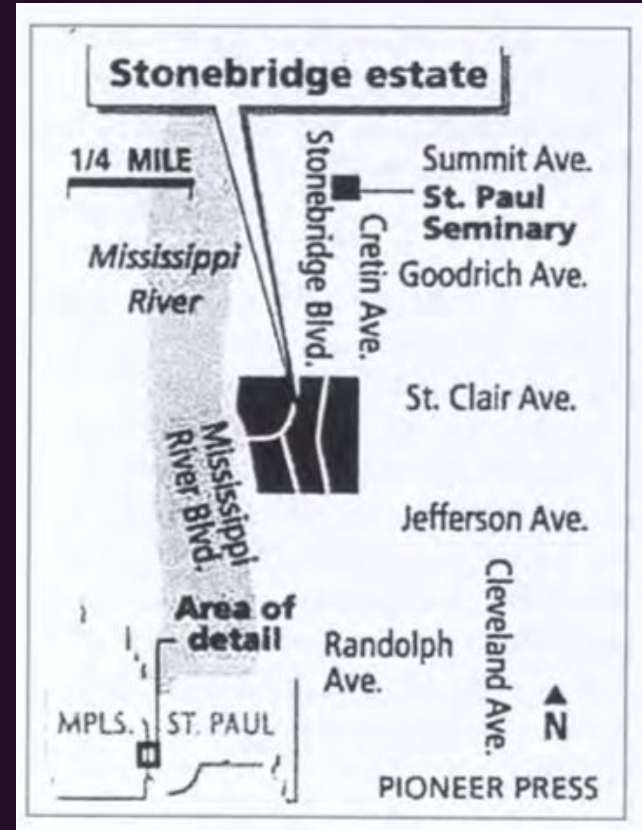 Stonebridge estate
1/4 MILE
Mississippi
River
Stonebridge Blvd.
Cretin Ave.
Summit Ave.
St. Paul
Seminary
Goodrich Ave.
St. Clair Ave.
Mississippi
River Blvd.
Jefferson Ave.
Cleveland Ave.
Area of
detail
Randolph
Ave.
MPLS.
ST. PAUL
N
PIONEER PRESS